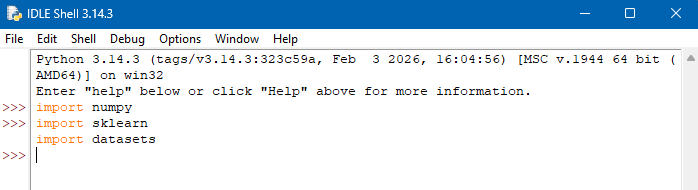 IDLE Shell 3.14.3
File Edit Shell Debug Options Window Help
Python 3.14.3 (tags/v3.14.3:323c59a, Feb  3 2026, 16:04:56) [MSC v.1944 64 bit (
AMD64)] on win32
Enter "help" below or click "Help" above for more information.
>>> import numpy
>>> import sklearn
import datasets
>>>